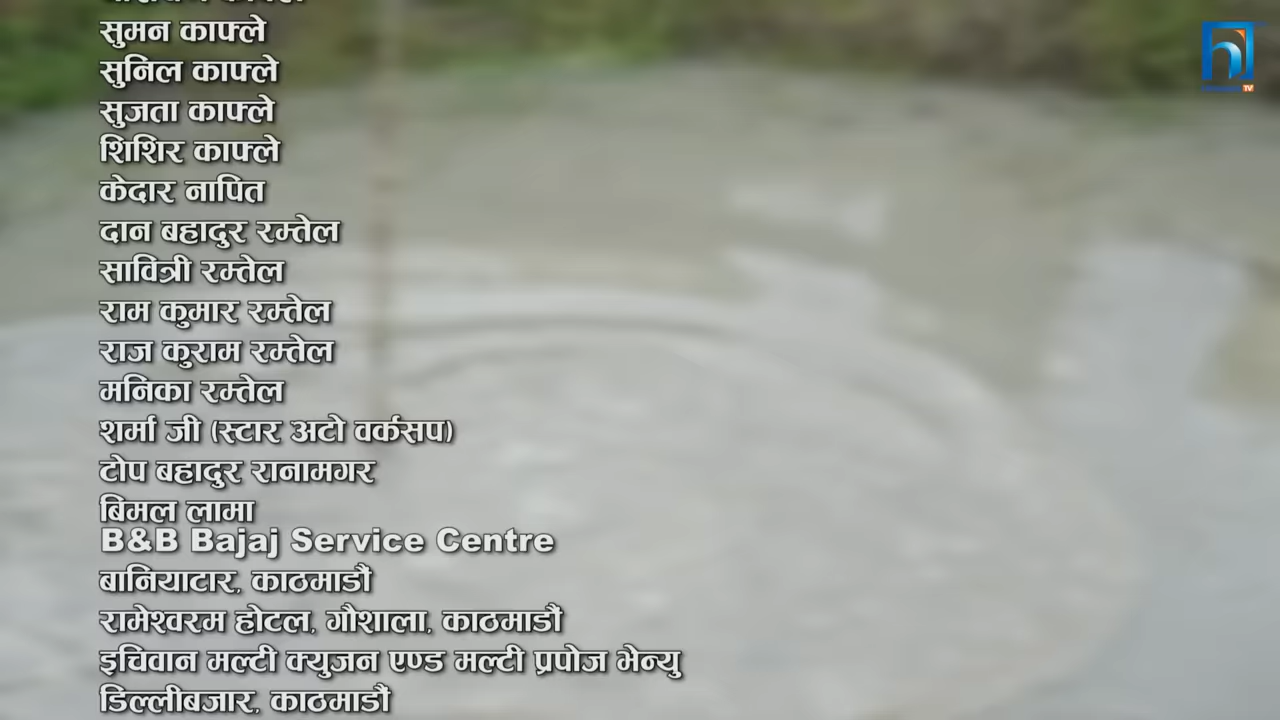 सुमन काफ्ले
सुनिल काफ्ले
सुजता काफ्ले
शिशिर काफ्ले
केदार नापित
दान बहादुर रम्तेल
सावित्री रम्तेल
राम कुमार रम्तेल
राज कुराम रम्तेल
मनिका रम्तेल
शर्मा जी (स्टार अटो वर्कसप)
टोप बहादुर रानामगर
बिमल लामा
B&B Bajaj Service Centre
बानियाटार, काठमाडौं
रामेश्वरम होटल, गौशाला, काठमाडौं
इचिवान मल्टी क्युजन एण्ड मल्टी प्रपोज भेन्यु
डिल्लीबजार, काठमाडौं
TV